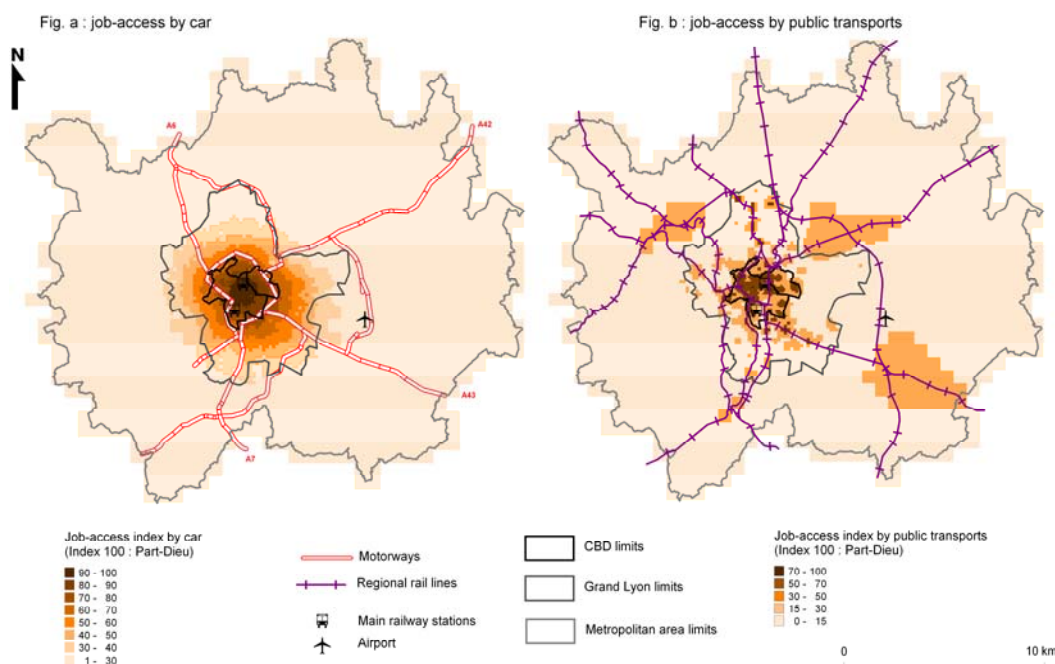 Fig. a : job-access by car
Fig. b : job-access by public transports
N
A6
A42
A43
A7
Job-access index by car
(Index 100 : Part-Dieu)
90 - 100
80 - 90
70 - 80
60 - 70
50 - 60
40 - 50
30 - 40
1 - 30
Motorways
Regional rail lines
Main railway stations
Airport
CBD limits
Grand Lyon limits
Metropolitan area limits
Job-access index by public transports
(Index 100 : Part-Dieu)
70 - 100
50 - 70
30 - 50
15 - 30
0 - 15
0
10 km